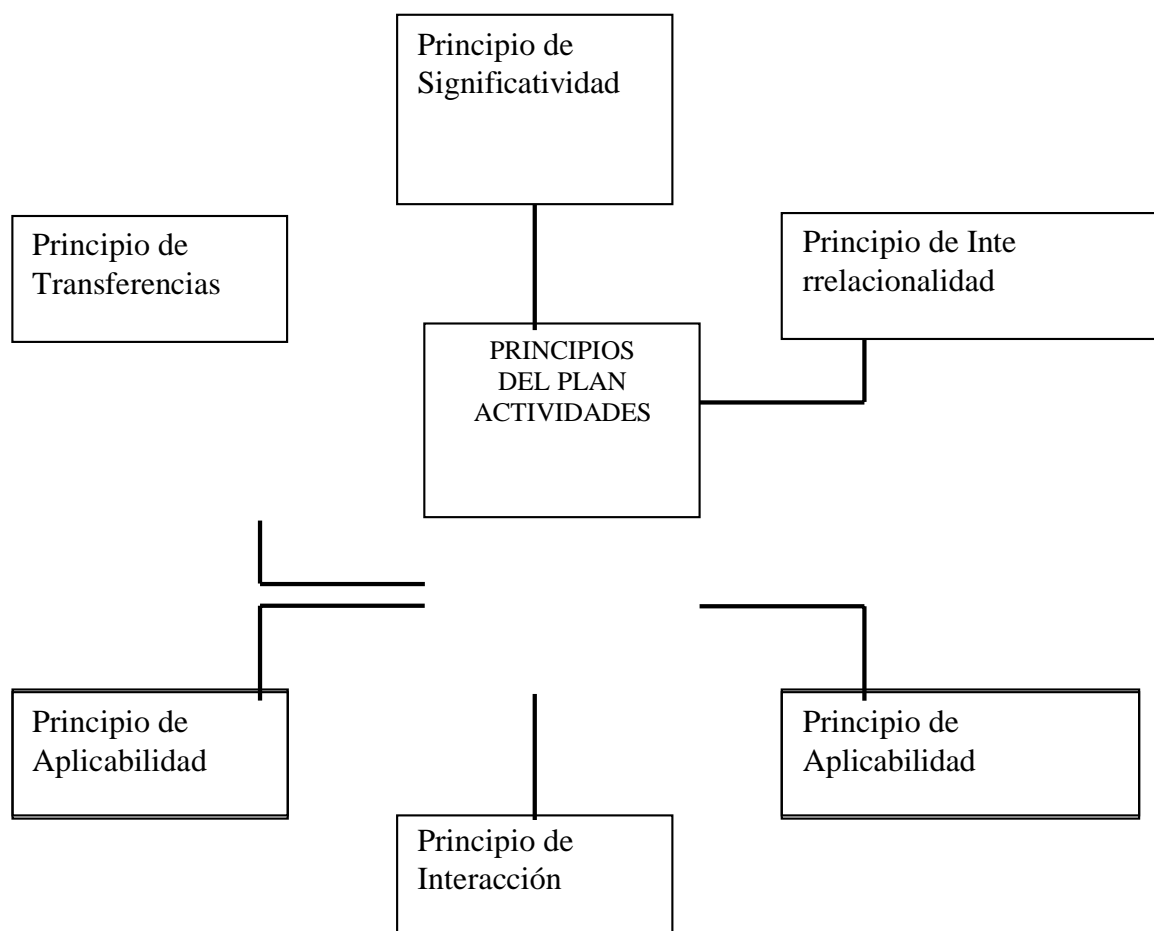 Principio de
Significatividad
Principio de
Transferencias
Principio de Inte
rrelacionalidad
PRINCIPIOS
DEL PLAN
ACTIVIDADES
Principio de
Aplicabilidad
Principio de
Aplicabilidad
Principio de
Interacción